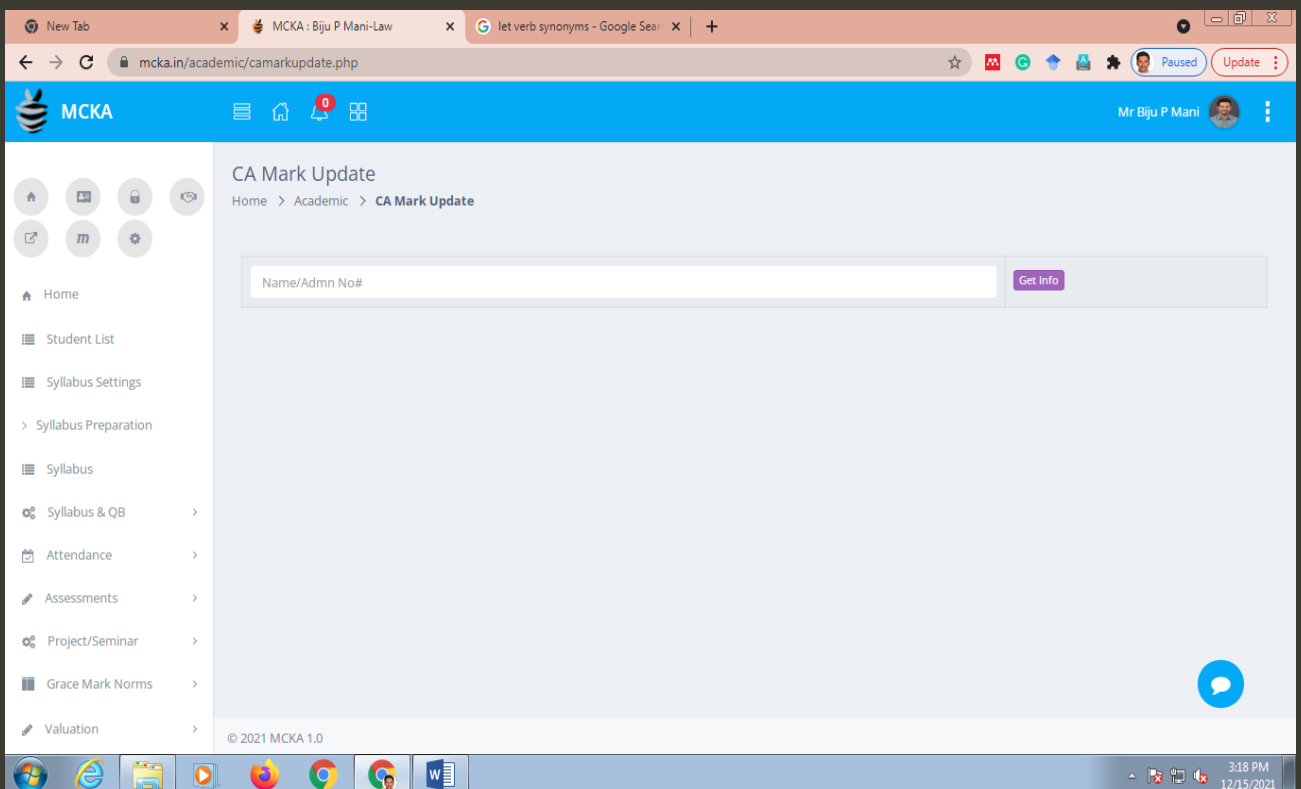 New Tab
MCKA : Biju P Mani-Law
let verb synonyms - Google Sear
mcka.in/academic/camarkupdate.php
Paused
Update
MCKA
0
Mr Biju P Mani
CA Mark Update
Home > Academic > CA Mark Update
Name/Admn No#
Get Info
m
Home
Student List
Syllabus Settings
> Syllabus Preparation
Syllabus
Syllabus & QB >
Attendance >
Assessments >
Project/Seminar >
Grace Mark Norms >
Valuation >
© 2021 MCKA 1.0
3:18 PM
12/15/2021